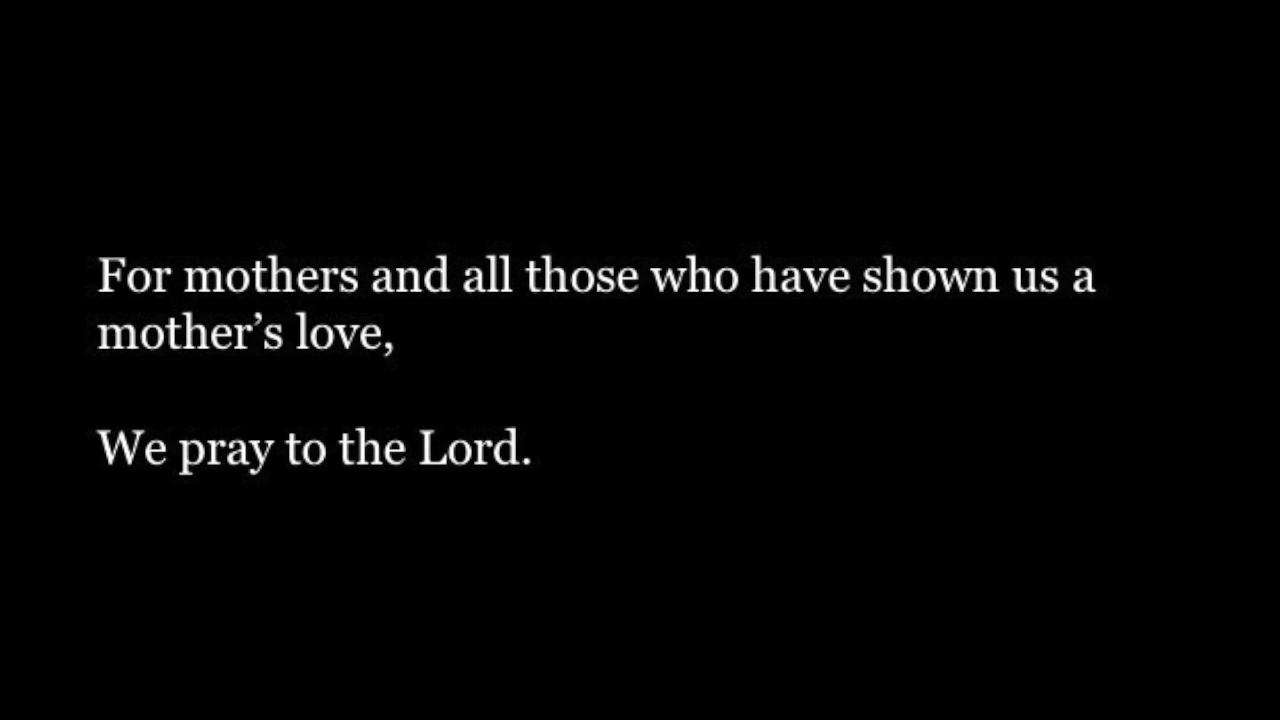 For mothers and all those who have shown us a
mother’s love,
We pray to the Lord.